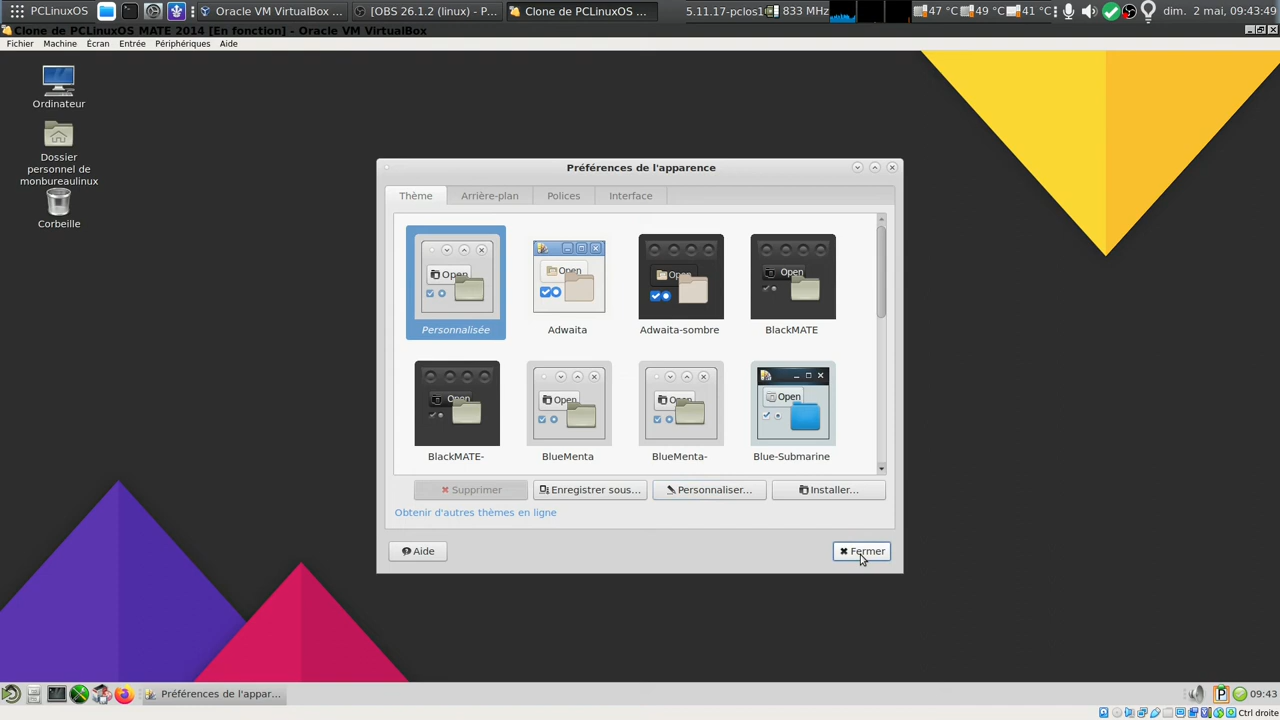 PCLinuxOS
Oracle VM VirtualBox ...
[OBS 26.1.2 (linux) - P...
Clone de PCLinuxOS ...
5.11.117-pclos1
833 MHz
47 °C
49 °C
41 °C
dim. 2 mai, 09:43:49
Clone de PCLinuxOS MATE 2014 [En fonction] - Oracle VM VirtualBox
Fichier Machine Écran Entrée Périphériques Aide
Ordinateur
Dossier
personnel de
monbureaulinux
Corbeille
Préférences de l'apparence
Thème Arrière-plan Polices Interface
Open Open Open Open
Personnalisée Adwaita Adwaita-sombre BlackMATE
Open Open Open Open
BlackMATE- BlueMenta BlueMenta- Blue-Submarine
Supprimer Enregistrer sous... Personnaliser... Installer...
Obtenir d'autres thèmes en ligne
Aide Fermer
Préférences de l'appar...
09:43
Ctrl droite